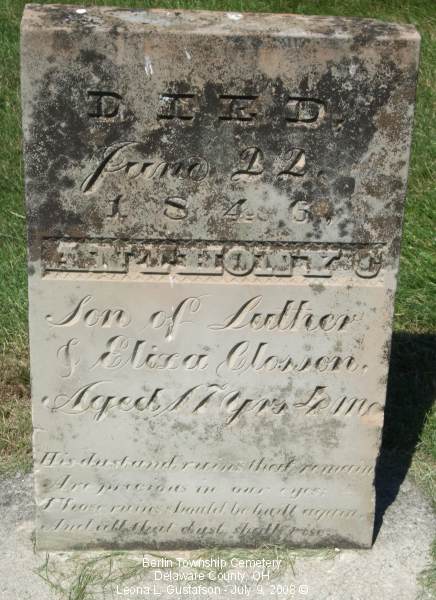 DIED.
June 22.
1846.
ANTHONY C
Son of Luther
& Eliza Closson.
Aged 17 Yrs 4 mo
His dust and ruins that remain
Are precious in our eyes;
Those ruins should be built again
And all that dust shall rise.
Berlin Township Cemetery
Delaware County, OH
Leona L. Gustafson - July 9, 2008 ©